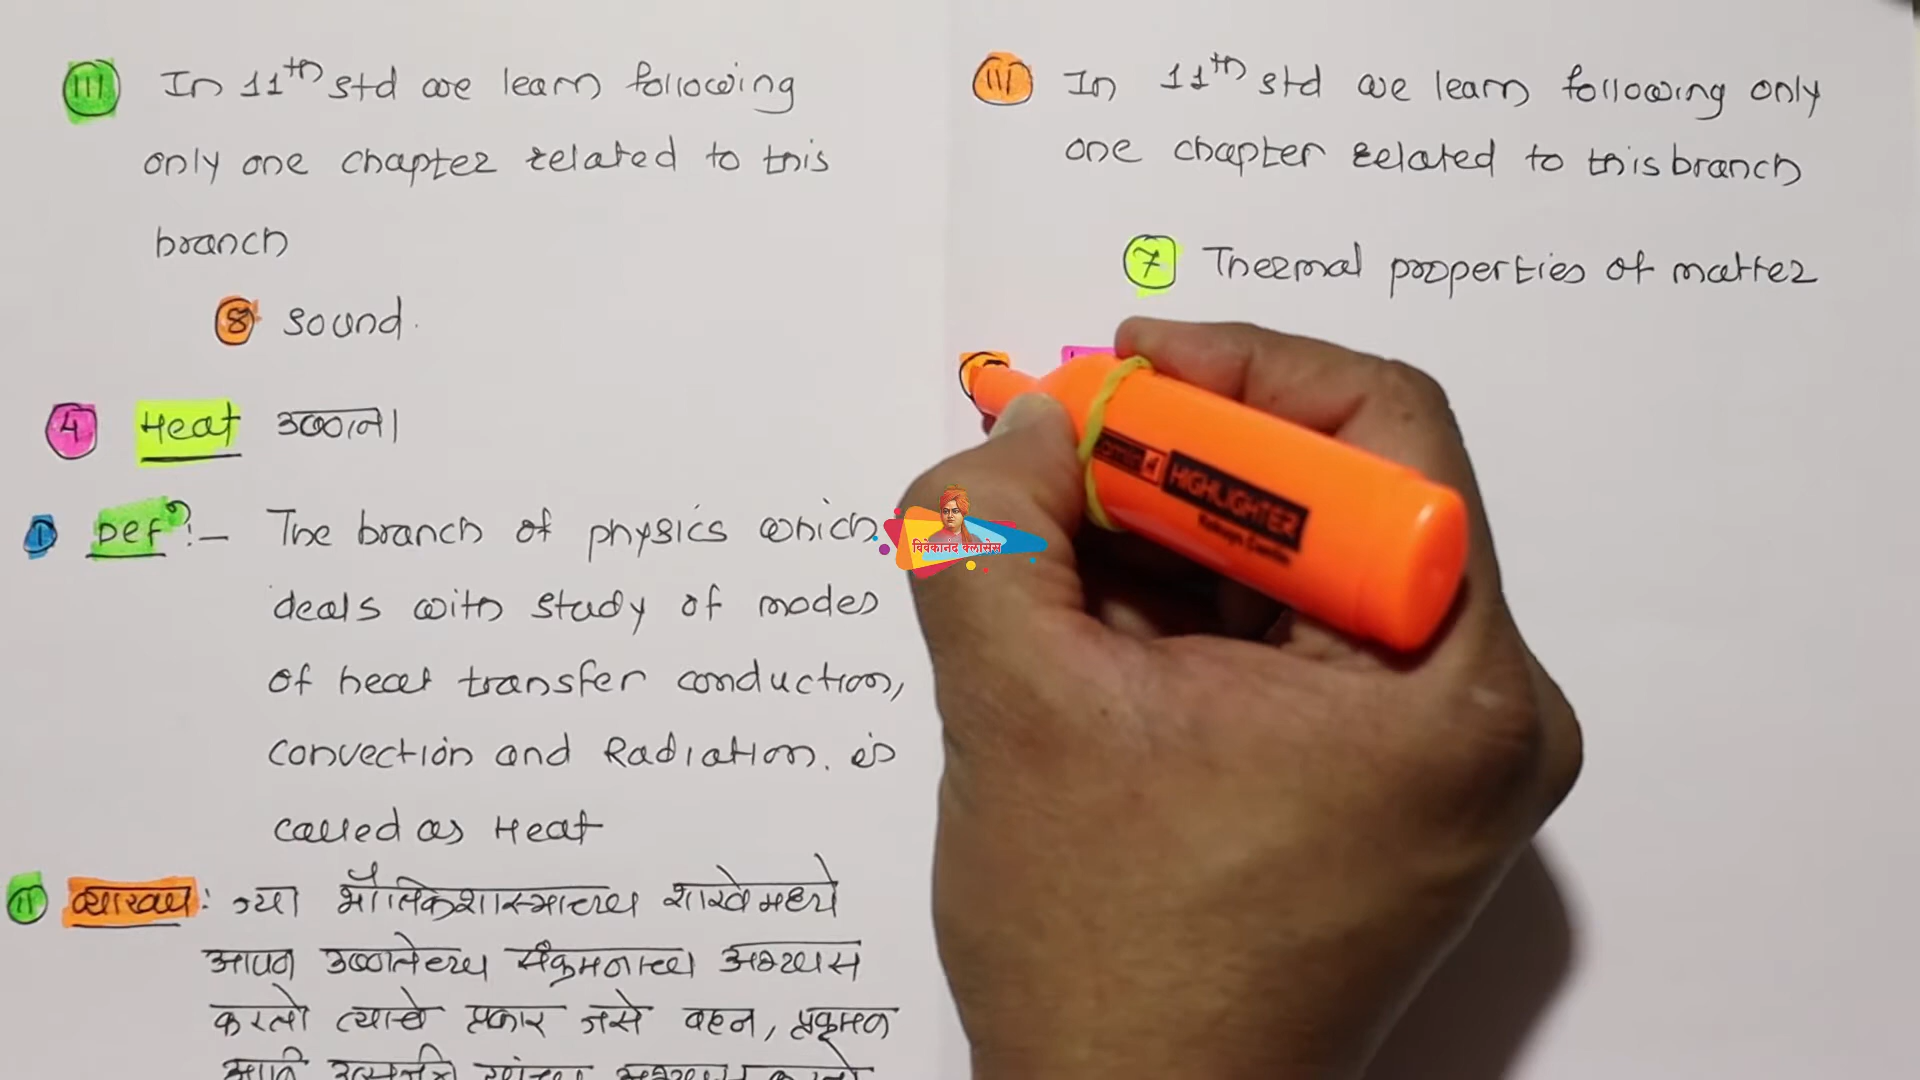 III In 11th std we learn following
only one chapter related to this
branch
8 sound.
4 Heat उष्णता
I Defn :- The branch of physics which
deals with study of modes
of heat transfer conduction,
convection and Radiation. is
called as Heat
II व्याख्या : ज्या भौतिकशास्त्राच्या शाखेमध्ये
आपण उष्णतेच्या संक्रमनाचा अभ्यास
करतो त्याचे प्रकार जसे वहन, प्रक्रमण
आणि
III In 11th std we learn following only
one chapter related to this branch
7 Thermal properties of matter
HIGHLIGHTER
विवेकानंद क्लासेस